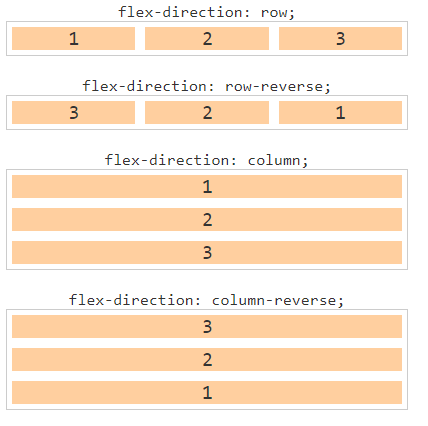 flex-direction: row;
1 2 3
flex-direction: row-reverse;
3 2 1
flex-direction: column;
1
2
3
flex-direction: column-reverse;
3
2
1